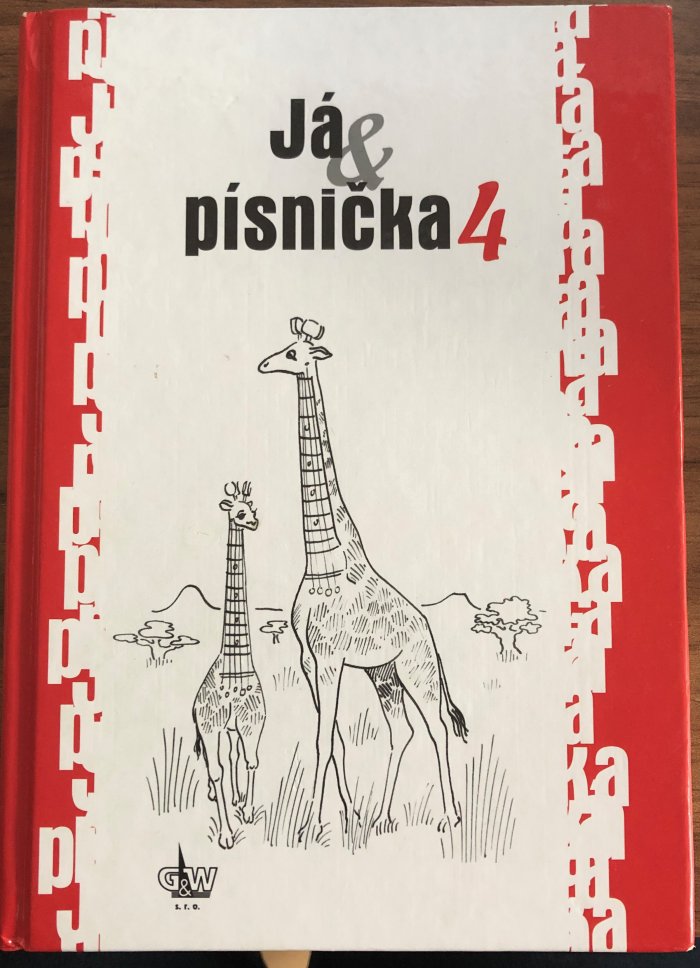 Já &
písnička 4
G&W
s. r. o.